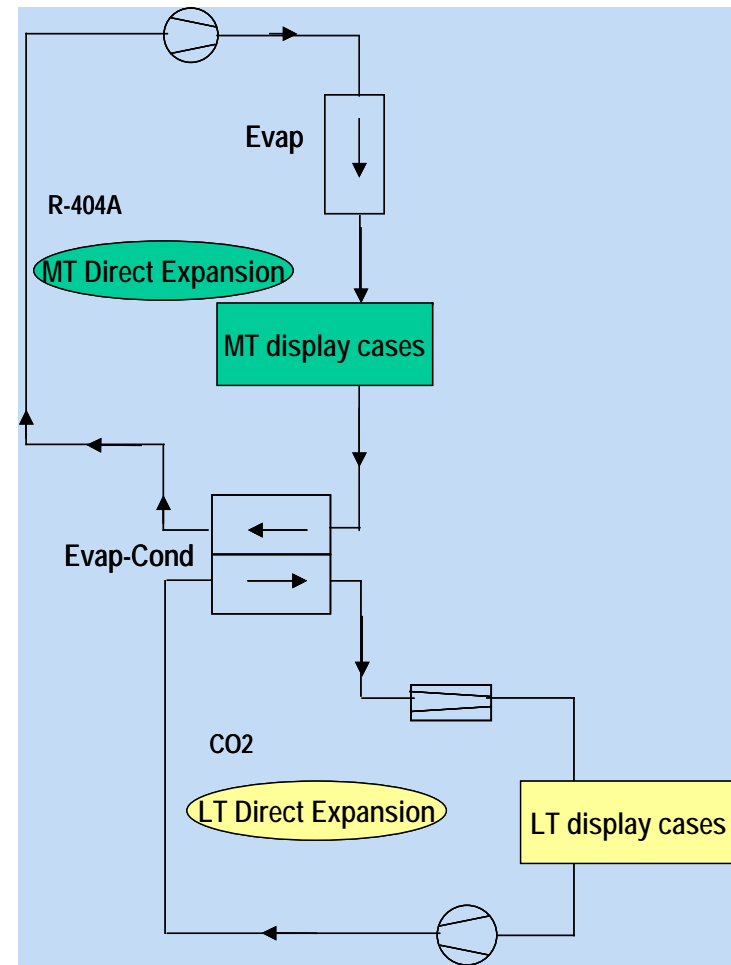 Evap
R-404A
MT Direct Expansion
MT display cases
Evap-Cond
CO2
LT Direct Expansion
LT display cases